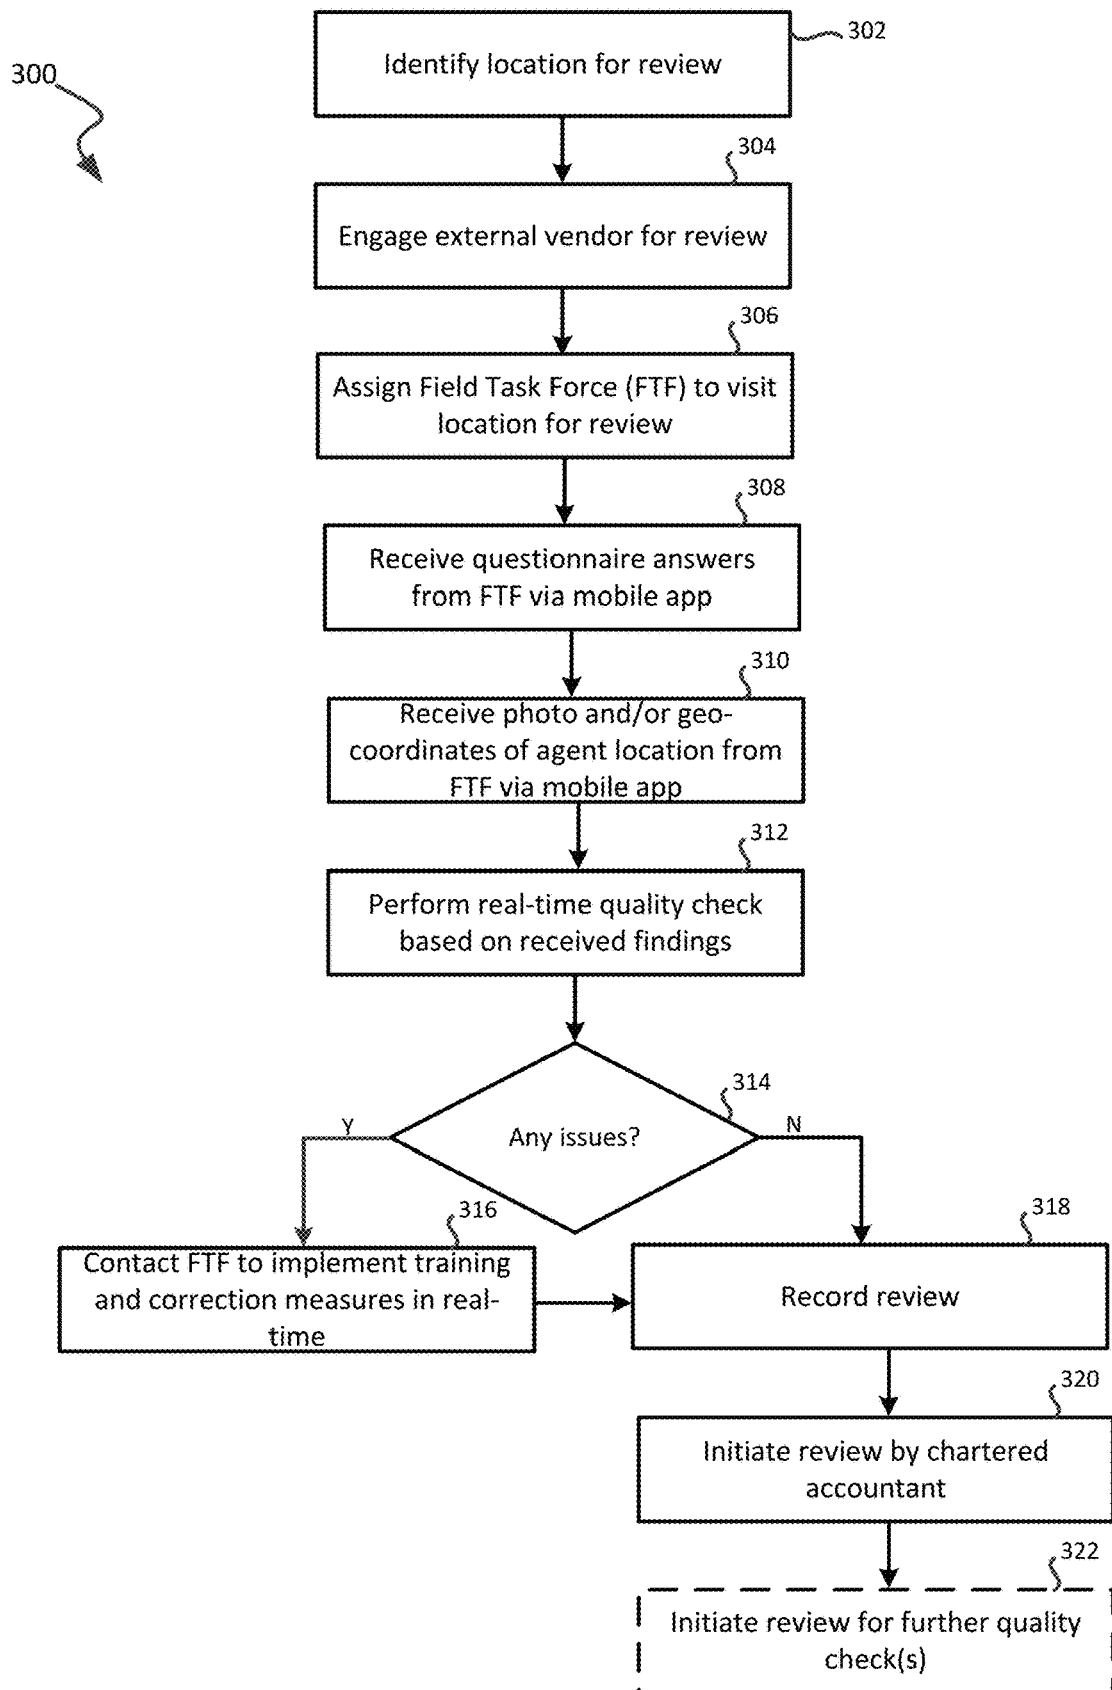 302
Identify location for review
300
304
Engage external vendor for review
306
Assign Field Task Force (FTF) to visit
location for review
308
Receive questionnaire answers
from FTF via mobile app
310
Receive photo and/or geo-
coordinates of agent location from
FTF via mobile app
312
Perform real-time quality check
based on received findings
314
Any issues?
Y
N
316
Contact FTF to implement training
and correction measures in real-
time
318
Record review
320
Initiate review by chartered
accountant
322
Initiate review for further quality
check(s)